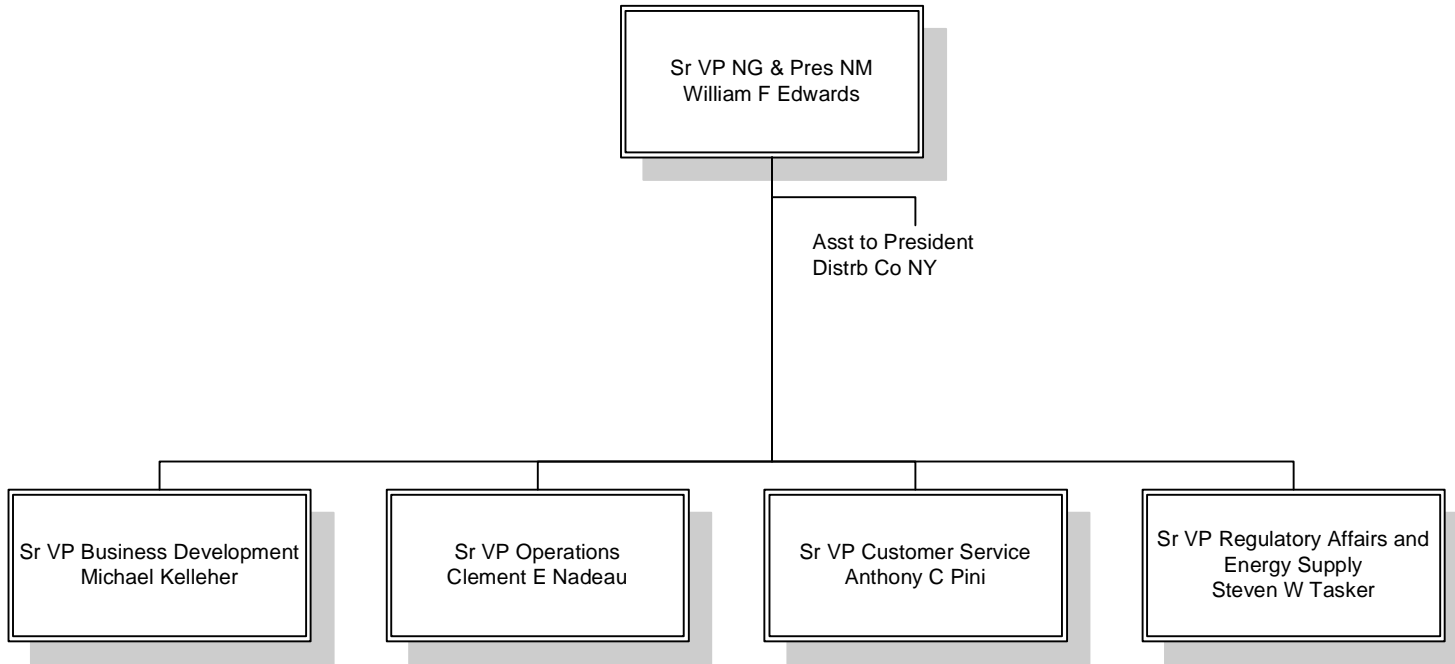 Sr VP NG & Pres NM
William F Edwards
Asst to President
Distrb Co NY
Sr VP Business Development
Michael Kelleher
Sr VP Operations
Clement E Nadeau
Sr VP Customer Service
Anthony C Pini
Sr VP Regulatory Affairs and
Energy Supply
Steven W Tasker